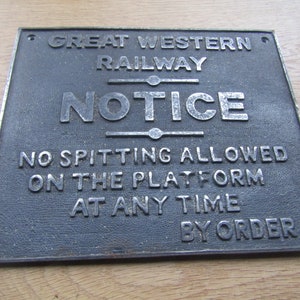 GREAT WESTERN
RAILWAY
NOTICE
NO SPITTING ALLOWED
ON THE PLATFORM
AT ANY TIME
BY ORDER